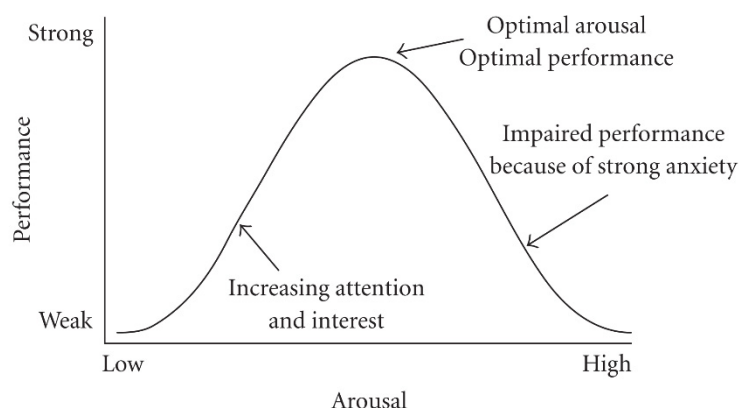 Strong
Optimal arousal
Optimal performance
Performance
Impaired performance
because of strong anxiety
Increasing attention
and interest
Weak
Low
High
Arousal